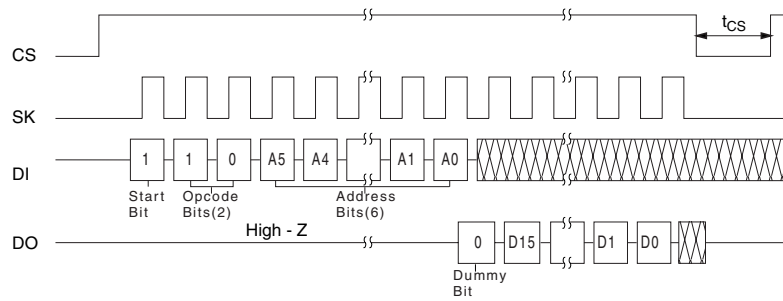 tCS
CS
SK
DI
1 1 0 A5 A4 A1 A0
Start
Bit
Opcode
Bits(2)
Address
Bits(6)
High - Z
DO
0 D15 D1 D0
Dummy
Bit